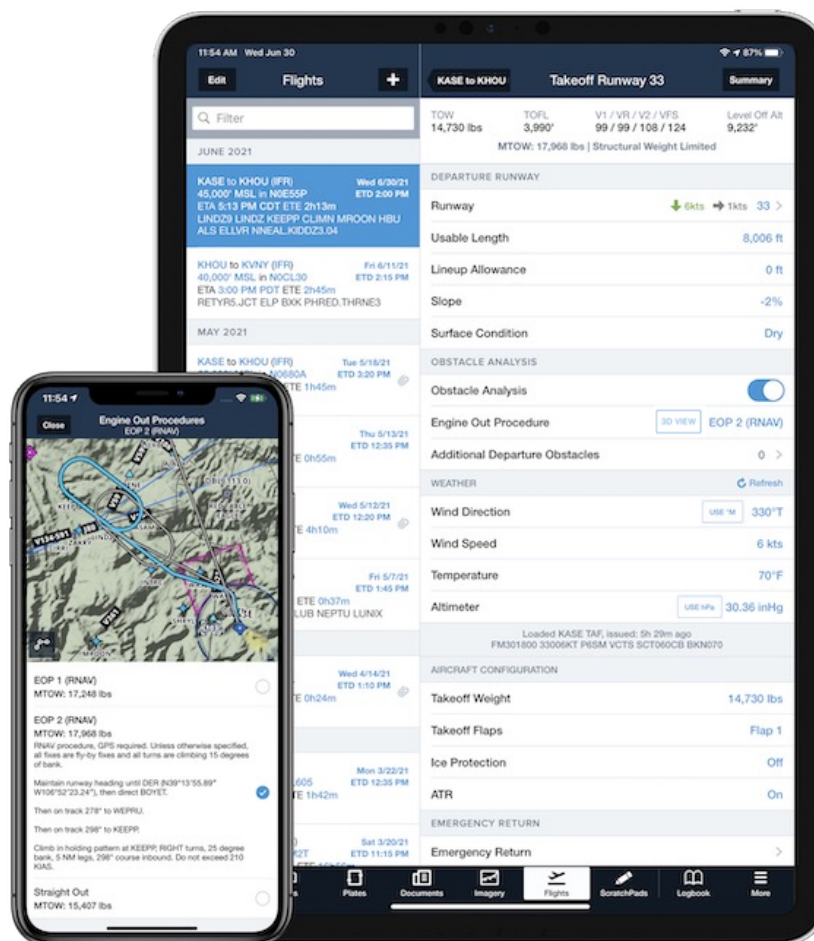 11:54 AM Wed Jun 30
87%
Edit
Flights
+
Filter
JUNE 2021
KASE to KHOU (IFR) Wed 6/30/21
45,000' MSL in N0E55P ETD 2:00 PM
ETA 5:13 PM CDT ETE 2h13m
LINDZ9 LINDZ KEEPP CLIMN MROON HBU
ALS ELLVR NNEAL.KIDDZ3.04
KHOU to KVNY (IFR) Fri 6/11/21
40,000' MSL in N0CL30 ETD 2:15 PM
ETA 3:00 PM PDT ETE 2h45m
RETYR5.JCT ELP BXK PHRED.THRNE3
MAY 2021
KASE to KHOU (IFR) Tue 5/18/21
N0680A ETD 3:20 PM
ETE 1h45m
Thu 5/13/21
ETD 12:35 PM
ETE 0h55m
Wed 5/12/21
ETD 12:20 PM
ETE 4h10m
Fri 5/7/21
ETD 1:45 PM
ETE 0h37m
LUB NEPTU LUNIX
Wed 4/14/21
ETD 1:10 PM
ETE 0h24m
Mon 3/22/21
ETD 12:35 PM
ETE 1h42m
Sat 3/20/21
ETD 11:15 PM
KASE to KHOU
Takeoff Runway 33
Summary
TOW TOFL V1 / VR / V2 / VFS Level Off Alt
14,730 lbs 3,990' 99 / 99 / 108 / 124 9,232'
MTOW: 17,968 lbs | Structural Weight Limited
DEPARTURE RUNWAY
Runway 6kts 1kts 33
Usable Length 8,006 ft
Lineup Allowance 0 ft
Slope -2%
Surface Condition Dry
OBSTACLE ANALYSIS
Obstacle Analysis
Engine Out Procedure 3D VIEW EOP 2 (RNAV)
Additional Departure Obstacles 0
WEATHER Refresh
Wind Direction USE °M 330°T
Wind Speed 6 kts
Temperature 70°F
Altimeter USE hPa 30.36 inHg
Loaded KASE TAF, issued: 5h 29m ago
FM301800 33006KT P6SM VCTS SCT060CB BKN070
AIRCRAFT CONFIGURATION
Takeoff Weight 14,730 lbs
Takeoff Flaps Flap 1
Ice Protection Off
ATR On
EMERGENCY RETURN
Emergency Return
Plates
Documents
Imagery
Flights
ScratchPads
Logbook
More
11:54
Close
Engine Out Procedures
EOP 2 (RNAV)
EOP 1 (RNAV)
MTOW: 17,248 lbs
EOP 2 (RNAV)
MTOW: 17,968 lbs
RNAV procedure, GPS required. Unless otherwise specified,
all fixes are fly-by fixes and all turns are climbing 15 degrees
of bank.
Maintain runway heading until DER (N39°13'55.89"
W106°52'23.24"), then direct BOYET.
Then on track 278° to WEPRU.
Then on track 298° to KEEPP.
Climb in holding pattern at KEEPP, RIGHT turns, 25 degree
bank, 5 NM legs, 298° course inbound. Do not exceed 210
KIAS.
Straight Out
MTOW: 15,407 lbs